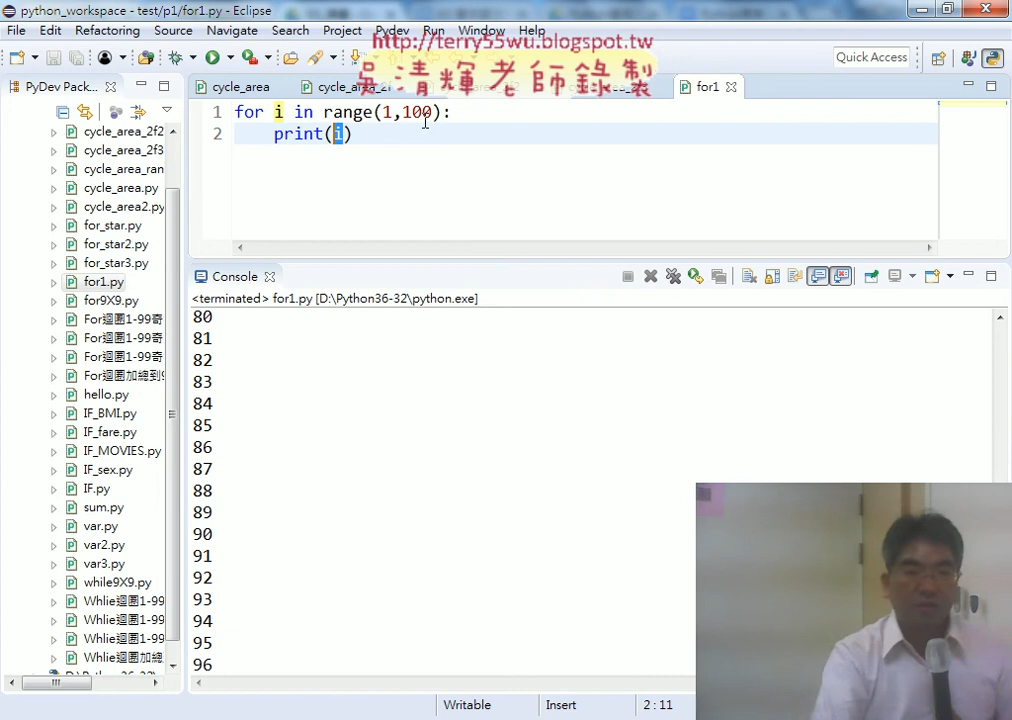 python_workspace - test/p1/for1.py - Eclipse
File Edit Refactoring Source Navigate Search Project Pydev Run Window Help
http://terry55wu.blogspot.tw
吳清輝老師錄製
Quick Access
PyDev Pack...
cycle_area
for1
1 for i in range(1,100):
2 print(i)
cycle_area_2f2
cycle_area_2f3
cycle_area_ran
cycle_area.py
cycle_area2.py
for_star.py
for_star2.py
for_star3.py
for1.py
for9X9.py
For迴圈1-99奇
For迴圈1-99奇
For迴圈1-99奇
For迴圈加總到9
hello.py
IF_BMI.py
IF_fare.py
IF_MOVIES.py
IF_sex.py
IF.py
sum.py
var.py
var2.py
var3.py
while9X9.py
Whlie迴圈1-99
Whlie迴圈1-99
Whlie迴圈1-99
Whlie迴圈加總
Console
<terminated> for1.py [D:\Python36-32\python.exe]
80
81
82
83
84
85
86
87
88
89
90
91
92
93
94
95
96
Writable Insert 2:11